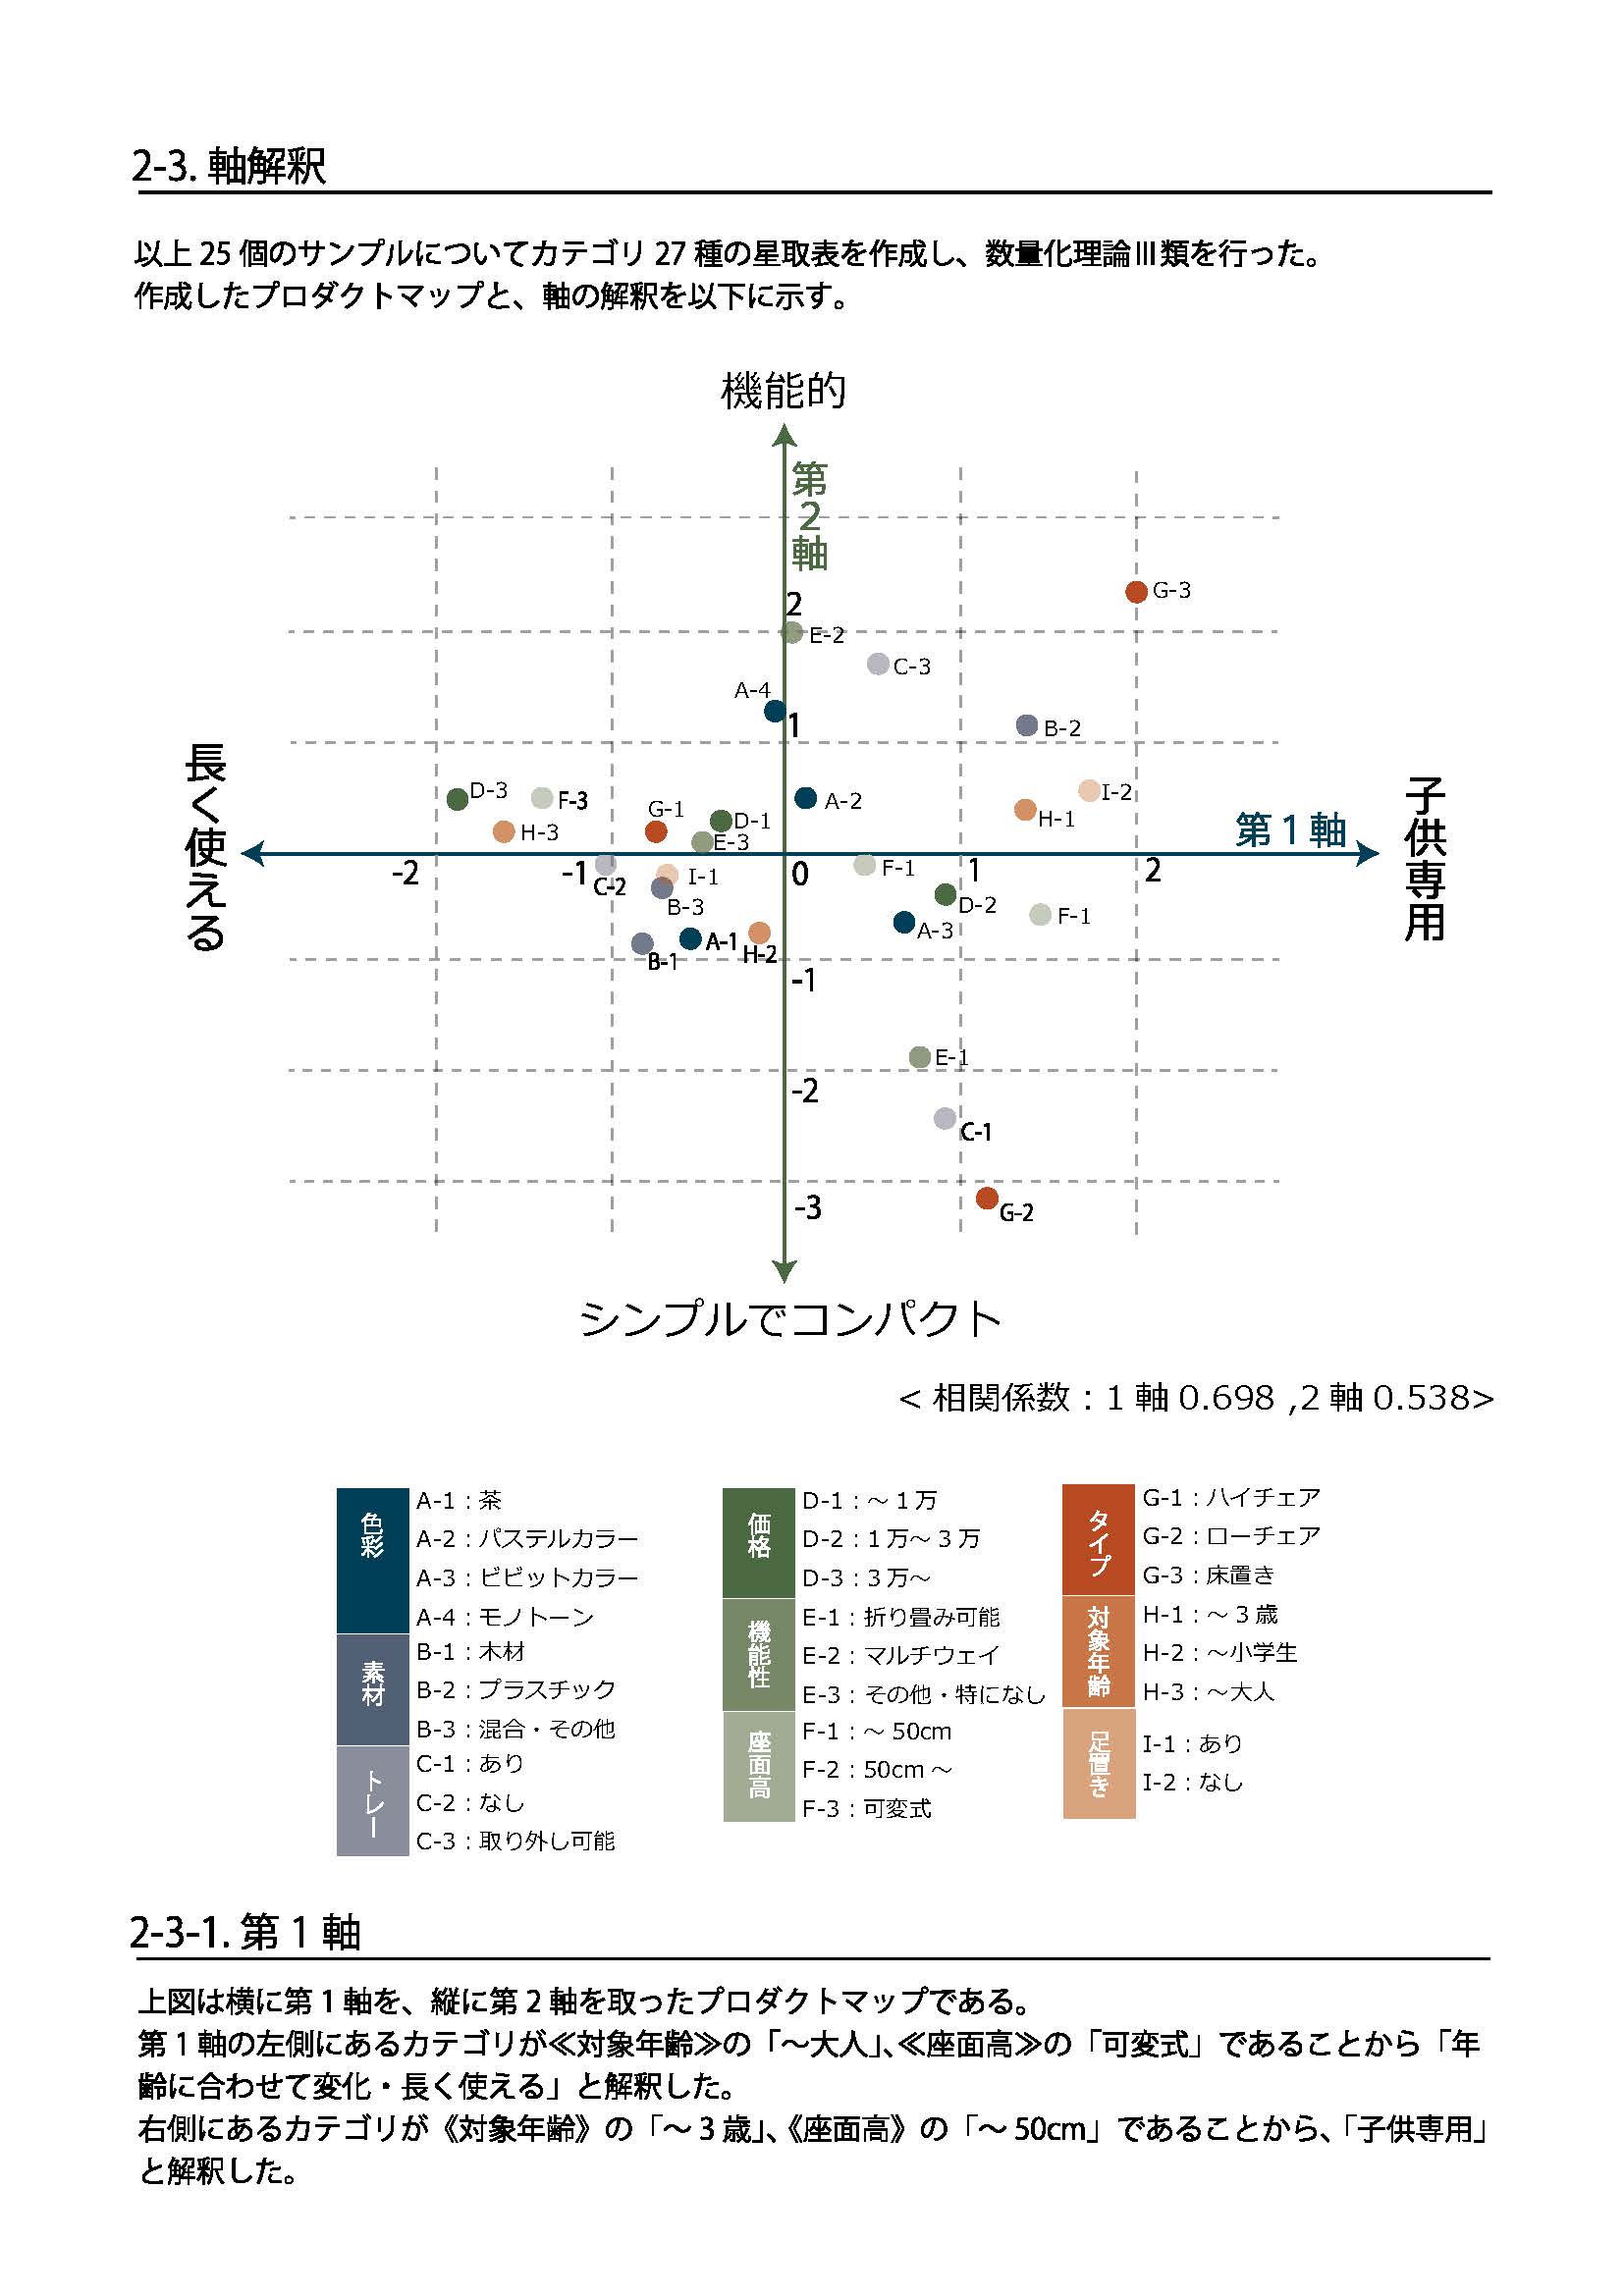 2-3. 軸解釈
以上 25 個のサンプルについてカテゴリ 27 種の星取表を作成し、数量化理論Ⅲ類を行った。
作成したプロダクトマップと、軸の解釈を以下に示す。
機能的
第2軸
G-3
2
E-2
C-3
A-4
1
B-2
長く使える
子供専用
D-3
F-3
I-2
A-2
G-1
H-1
D-1
H-3
E-3
第1軸
-2
-1
0
1
2
C-2
I-1
F-1
B-3
D-2
F-1
A-3
A-1
H-2
B-1
-1
E-1
-2
C-1
-3
G-2
シンプルでコンパクト
< 相関係数 : 1 軸 0.698 ,2 軸 0.538>
色彩
A-1 : 茶
A-2 : パステルカラー
A-3 : ビビットカラー
A-4 : モノトーン
素材
B-1 : 木材
B-2 : プラスチック
B-3 : 混合・その他
トレー
C-1 : あり
C-2 : なし
C-3 : 取り外し可能
価格
D-1 : ～ 1 万
D-2 : 1 万～ 3 万
D-3 : 3 万～
機能性
E-1 : 折り畳み可能
E-2 : マルチウェイ
E-3 : その他・特になし
座面高
F-1 : ～ 50cm
F-2 : 50cm ～
F-3 : 可変式
タイプ
G-1 : ハイチェア
G-2 : ローチェア
G-3 : 床置き
対象年齢
H-1 : ～ 3 歳
H-2 : ～小学生
H-3 : ～大人
足置き
I-1 : あり
I-2 : なし
2-3-1. 第 1 軸
上図は横に第 1 軸を、縦に第 2 軸を取ったプロダクトマップである。
第 1 軸の左側にあるカテゴリが≪対象年齢≫の「～大人」、≪座面高≫の「可変式」であることから「年
齢に合わせて変化・長く使える」と解釈した。
右側にあるカテゴリが《対象年齢》の「～ 3 歳」、《座面高》の「～ 50cm」であることから、「子供専用」
と解釈した。